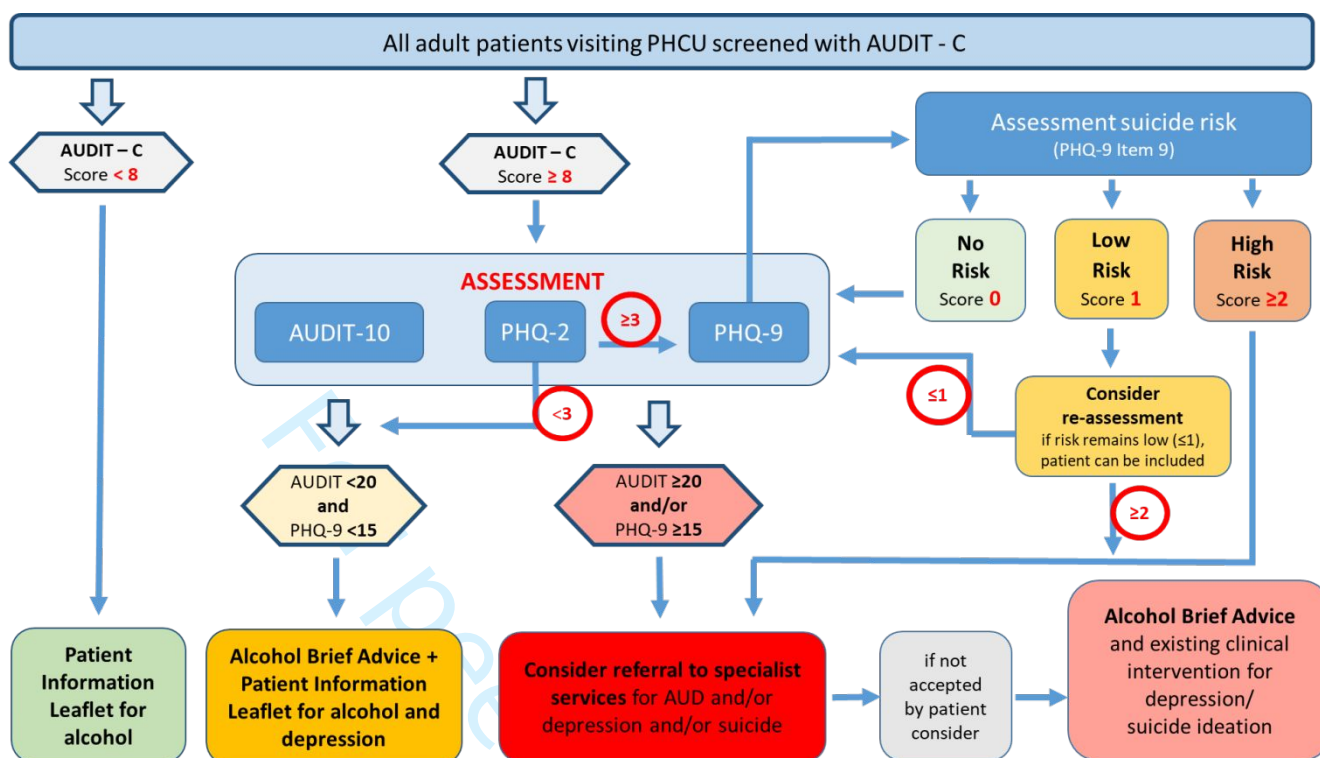 All adult patients visiting PHCU screened with AUDIT - C
AUDIT – C
Score < 8
AUDIT – C
Score ≥ 8
Assessment suicide risk
(PHQ-9 Item 9)
No
Risk
Score 0
Low
Risk
Score 1
High
Risk
Score ≥2
ASSESSMENT
AUDIT-10
PHQ-2
≥3
PHQ-9
<3
≤1
Consider
re-assessment
if risk remains low (≤1),
patient can be included
≥2
AUDIT <20
and
PHQ-9 <15
AUDIT ≥20
and/or
PHQ-9 ≥15
Patient
Information
Leaflet for
alcohol
Alcohol Brief Advice +
Patient Information
Leaflet for alcohol and
depression
Consider referral to specialist
services for AUD and/or
depression and/or suicide
if not
accepted
by patient
consider
Alcohol Brief Advice
and existing clinical
intervention for
depression/
suicide ideation